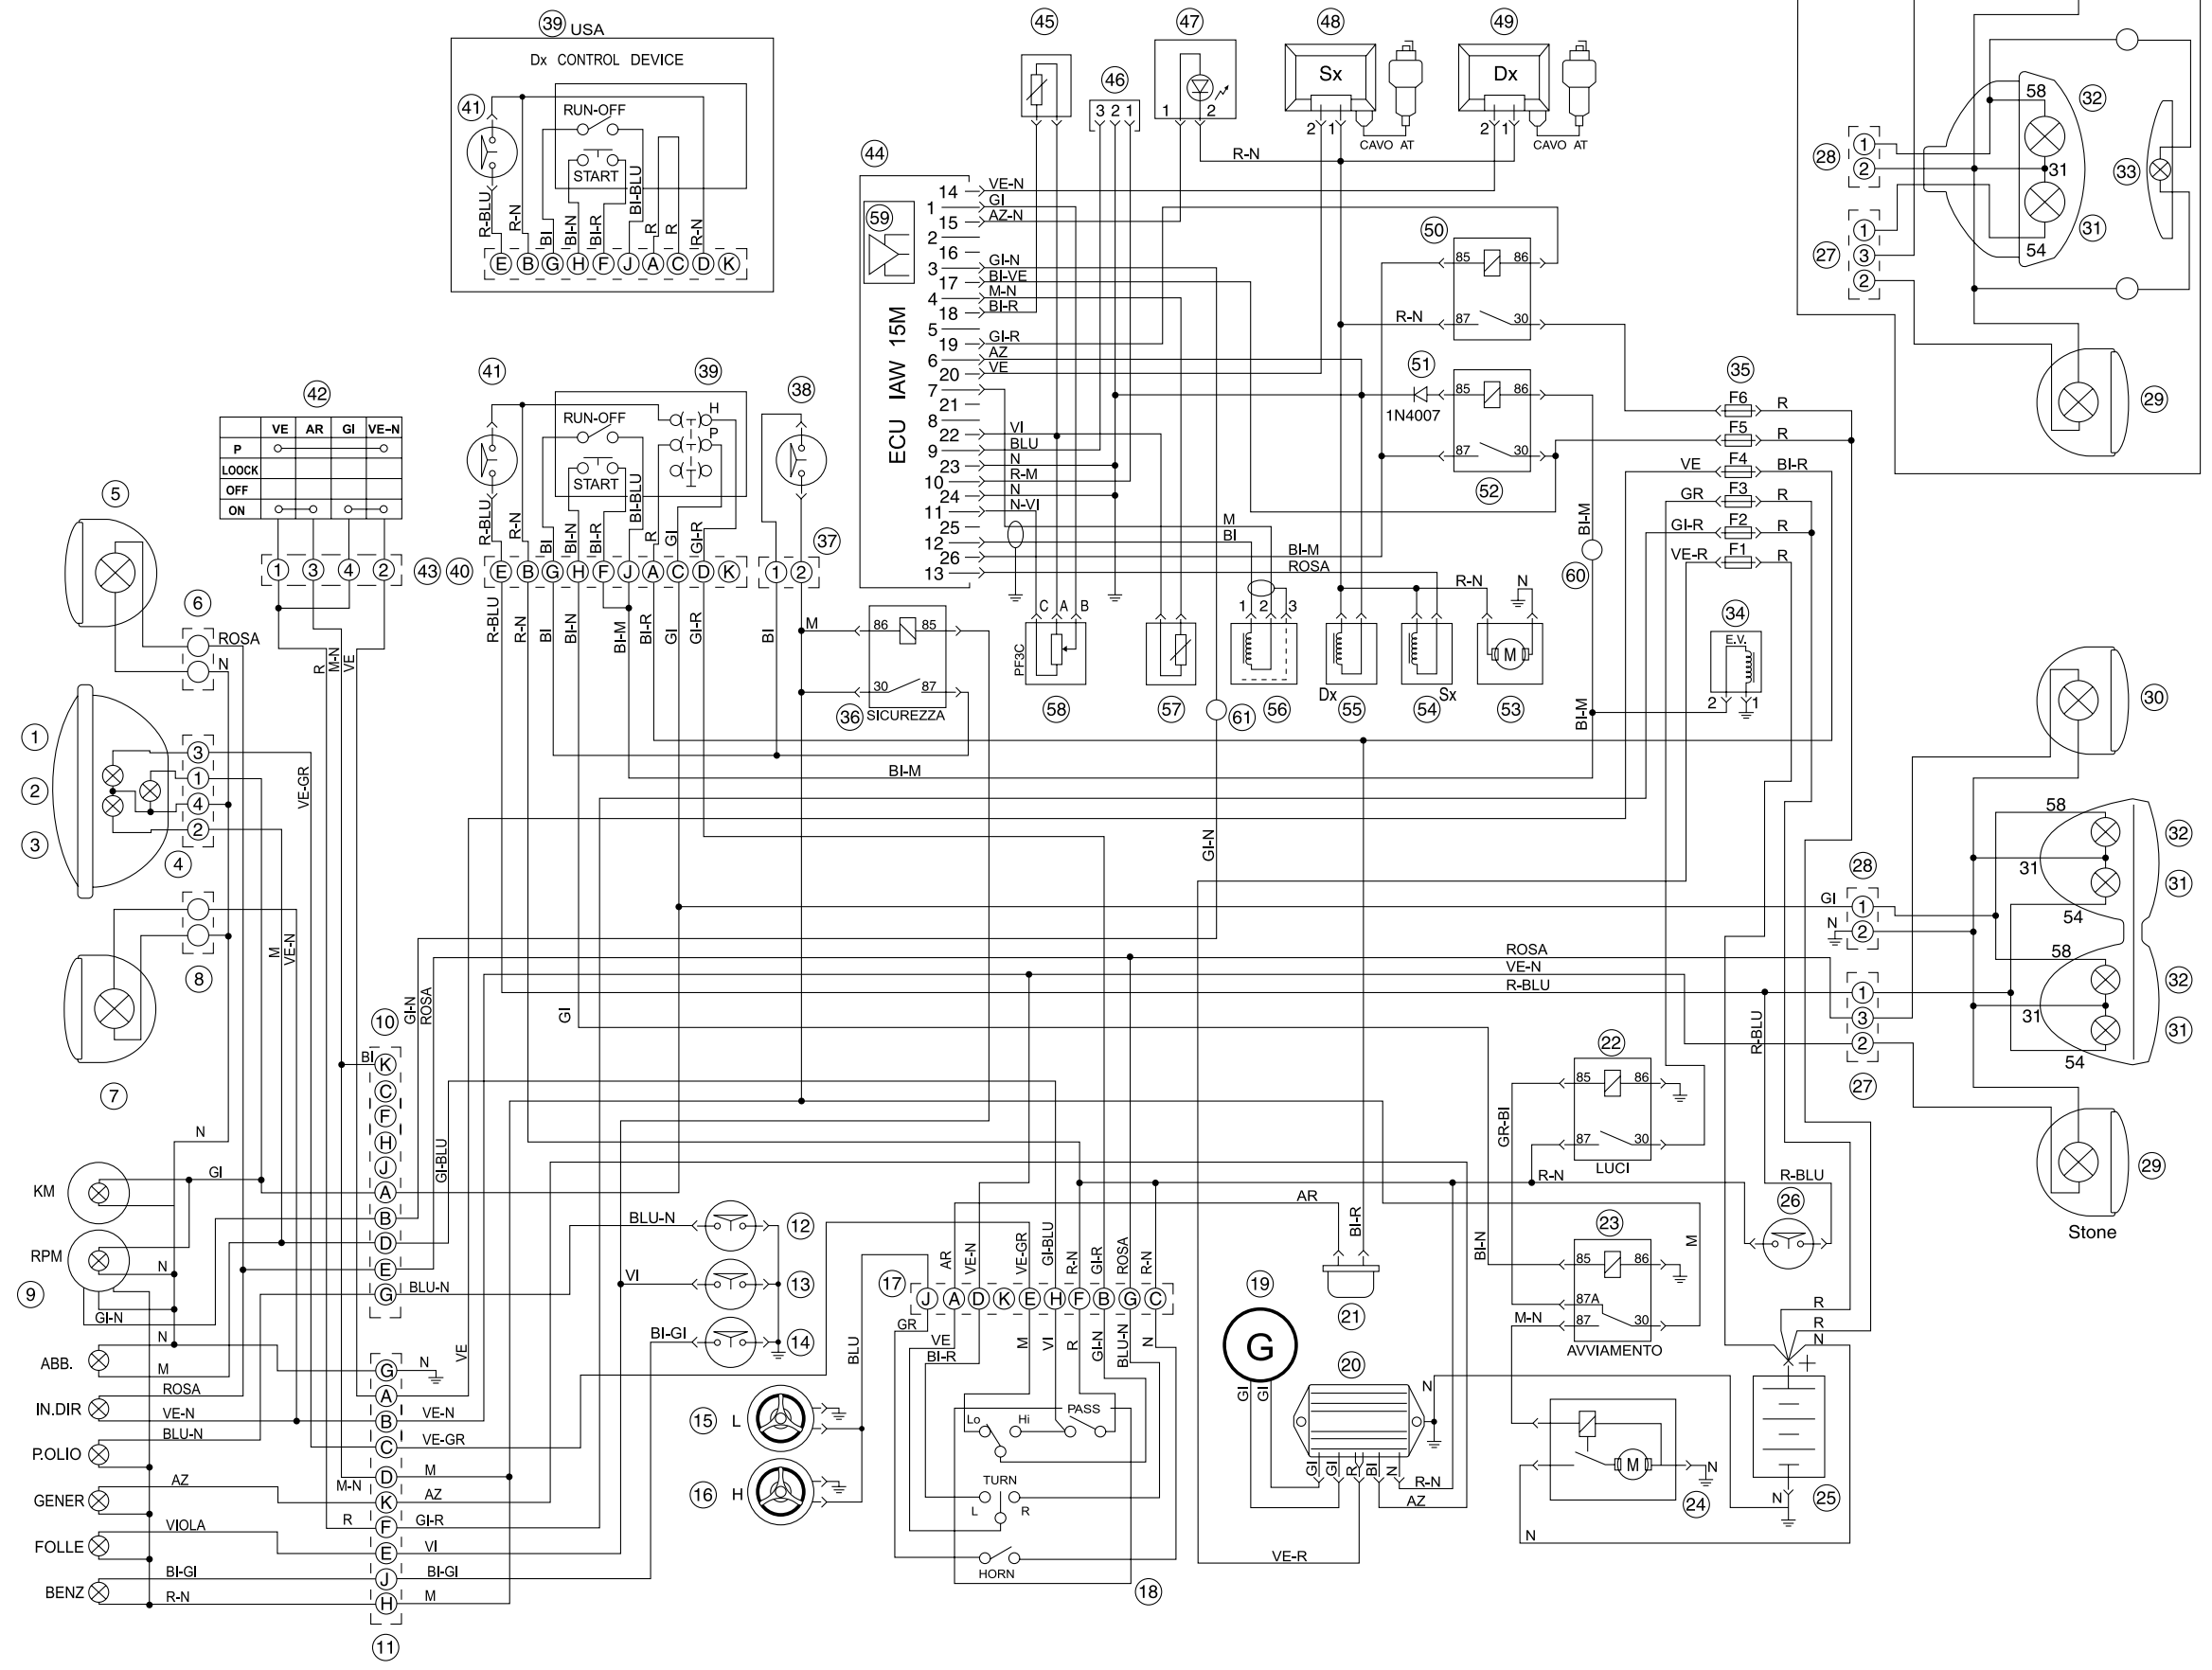 39 USA
Dx CONTROL DEVICE
41
RUN-OFF
START
R-BLU R-N BI BI-N BI-R BI-BLU R R R-N
E B G H F J A C D K
45
46
3 2 1
47
1 2
48
Sx
2 1
CAVO AT
49
Dx
2 1
CAVO AT
R-N
44
59
ECU IAW 15M
14 VE-N
1 GI
15 AZ-N
2
16
3 GI-N
17 BI-VE
4 M-N
18 BI-R
5
19 GI-R
6 AZ
20 VE
7
21
8
22 VI
9 BLU
23 N
10 R-M
24 N
11 N-VI
25
12
26
13
M
BI
BI-M
ROSA
50
85 86
R-N 87 30
51
1N4007
85 86
87 30
52
35
F6 R
F5 R
VE F4 BI-R
GR F3 R
GI-R F2 R
VE-R F1 R
BI-M
60
BI-M
34
E.V.
2 1
28
1
2
27
1
3
2
58
32
31
31
54
33
29
42
VE AR GI VE-N
P
LOOCK
OFF
ON
1 3 4 2
43
40
R M-N VE
41
RUN-OFF
START
39
H
P
R-BLU R-N BI BI-N BI-R BI-BLU R GI GI-R
E B G H F J A C D K
R-BLU R-N BI BI-N BI-M BI-R GI GI-R
38
37
1 2
BI
M
86 85
30 87
36 SICUREZZA
C A B
PF3C
58
57
61
1 2 3
56
Dx
55
Sx
54
R-N N
M
53
BI-M
GI-N
5
6
ROSA
N
1
2
3
3
1
4
2
4
VE-GR
8
7
M VE-N
10
GI-N ROSA
BI
K
C
F
H
J
A
B
D
E
G
BLU-N
GI-BLU
GI
N
GI
KM
RPM
N
9
GI-N
N
ABB.
M
ROSA
IN.DIR
VE-N
BLU-N
P.OLIO
AZ
GENER
VIOLA
FOLLE
BI-GI
BENZ
R-N
M-N
R
VE
G N
A
B VE-N
C VE-GR
D M
K AZ
F GI-R
E VI
J BI-GI
H M
11
BLU-N 12
VI 13
BI-GI 14
15 L
16 H
BLU
17
AR VE-N VE-GR GI-BLU R-N GI-R ROSA R-N
J A D K E H F B G C
GR VE BI-R M VI R GI-N BLU-N N
Lo Hi
PASS
TURN
L R
HORN
18
19
G
GI GI
20
GI GI R BI N
N
R-N
AZ
VE-R
AR
BI-R
21
ROSA
VE-N
R-BLU
22
85 86
87 30
LUCI
GR-BI
R-N
BI-N
23
85 86
87A
87 30
AVVIAMENTO
M-N
M
24
M
N
N
R-BLU
R-BLU
26
R
R
N
+
25
N
28
GI 1
N 2
1
3
2
27
30
58
32
31
31
54
58
32
31
31
54
29
Stone